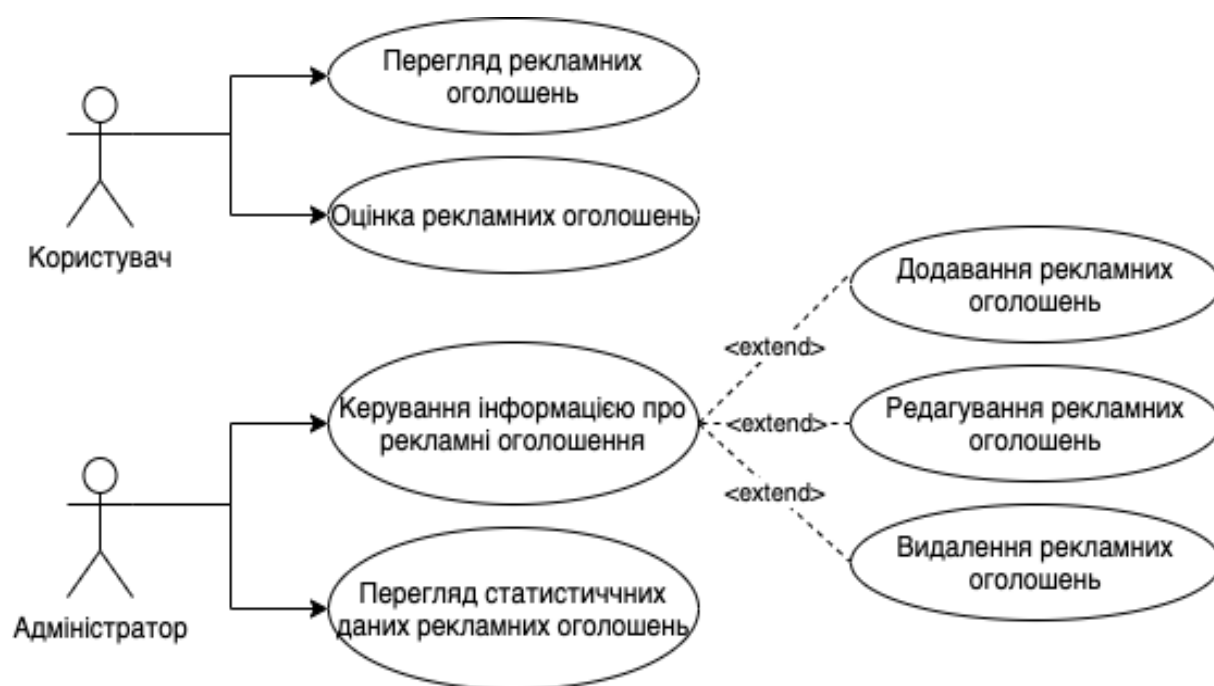 Перегляд рекламних
оголошень
Оцінка рекламних оголошень
Користувач
Додавання рекламних
оголошень
<extend>
Керування інформацією про
рекламні оголошення
<extend>
Редагування рекламних
оголошень
<extend>
Видалення рекламних
оголошень
Перегляд статистиччних
даних рекламних оголошень
Адміністратор